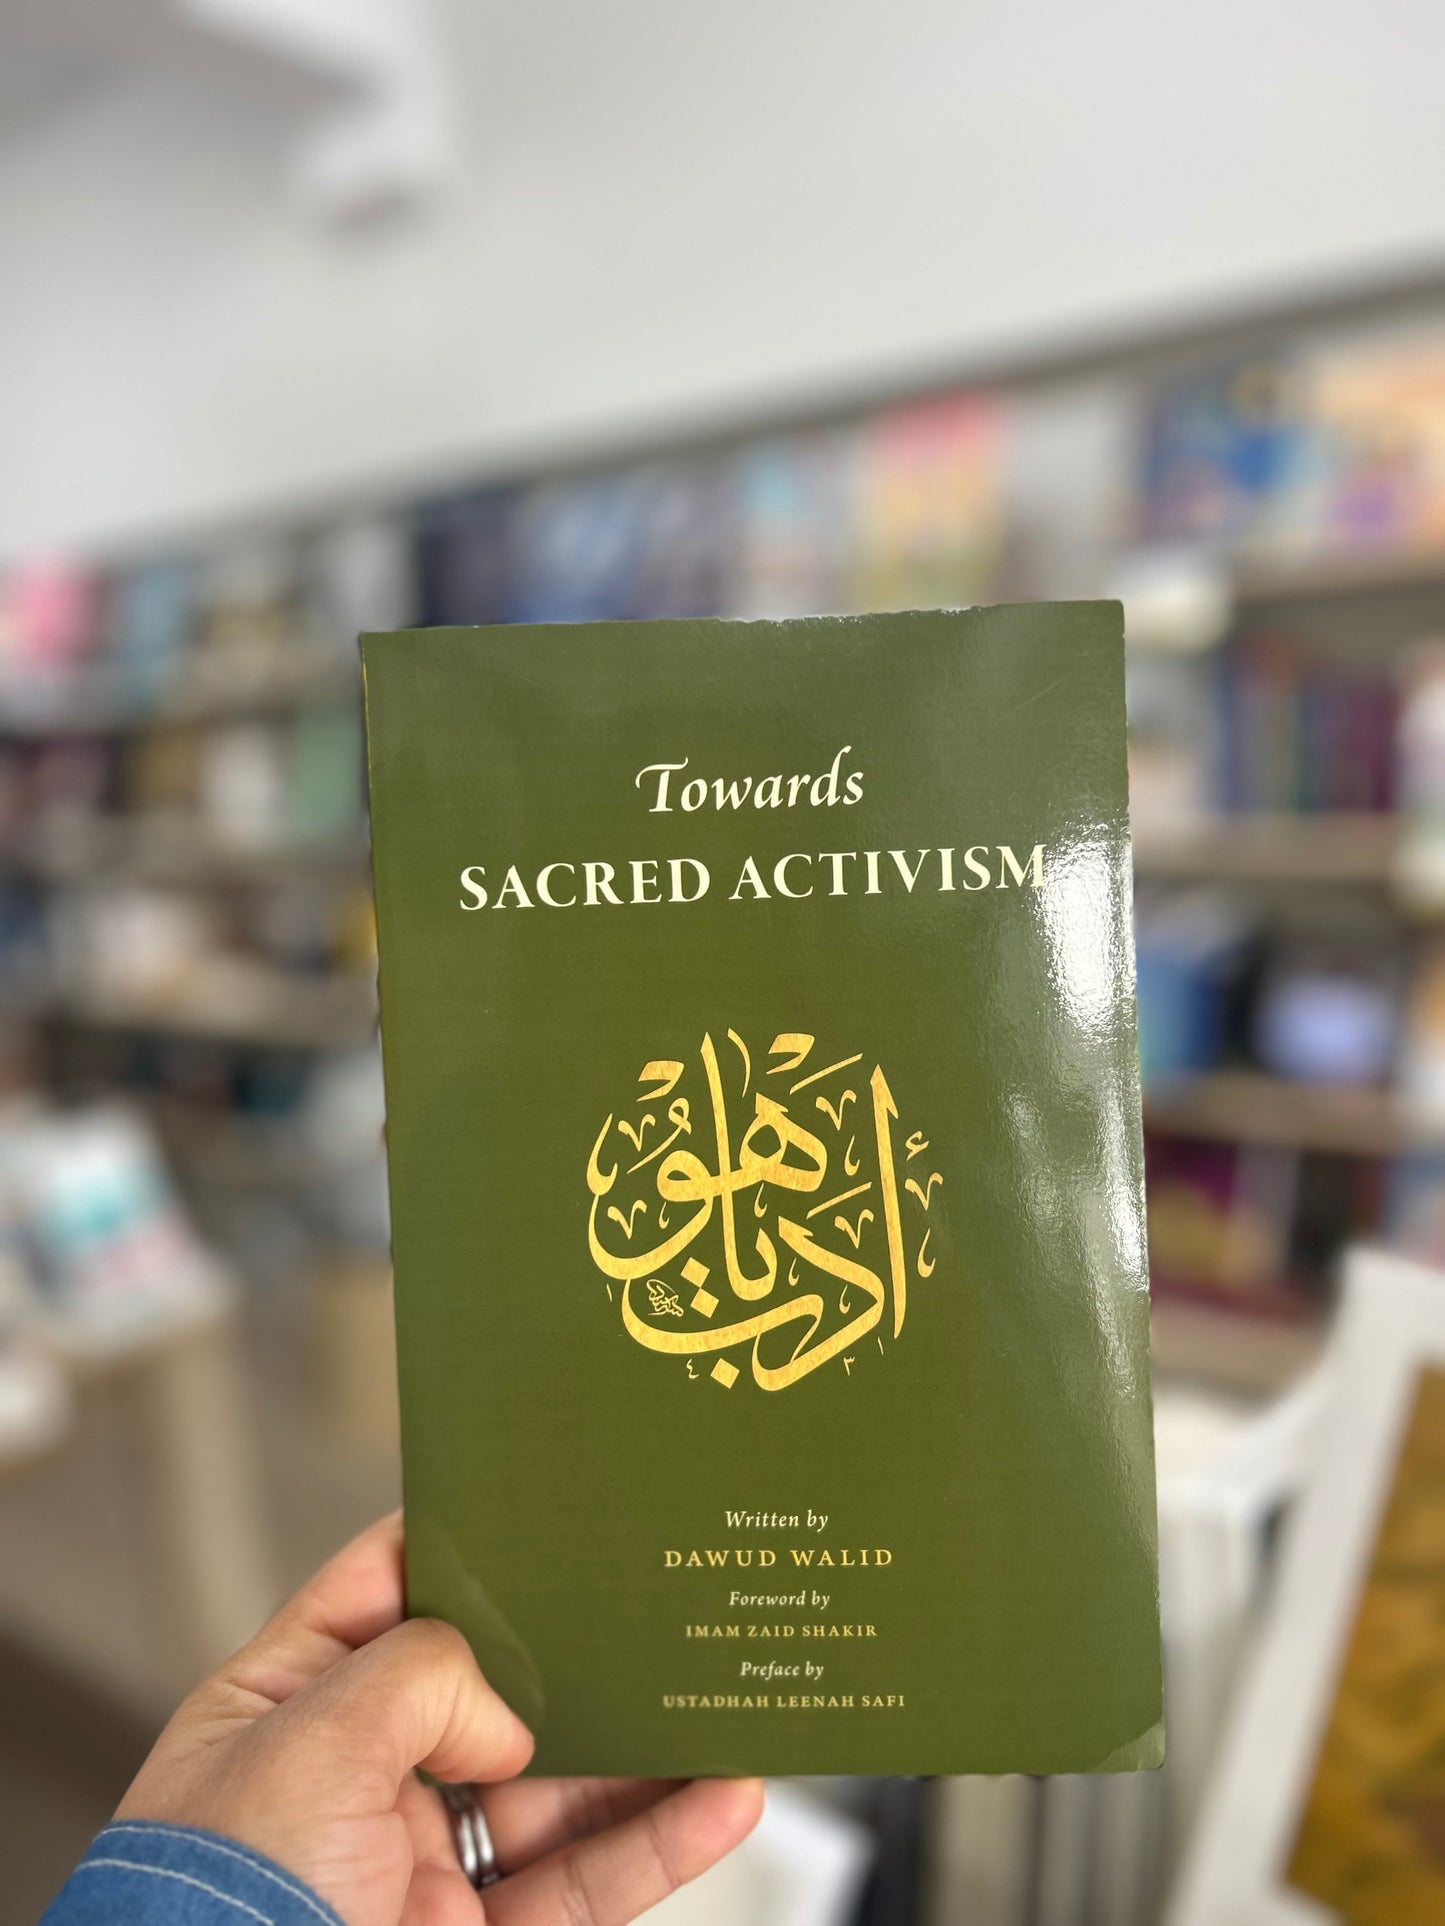 Towards
SACRED ACTIVISM
أدب يا هو
Written by
DAWUD WALID
Foreword by
IMAM ZAID SHAKIR
Preface by
USTADHAH LEENAH SAFI